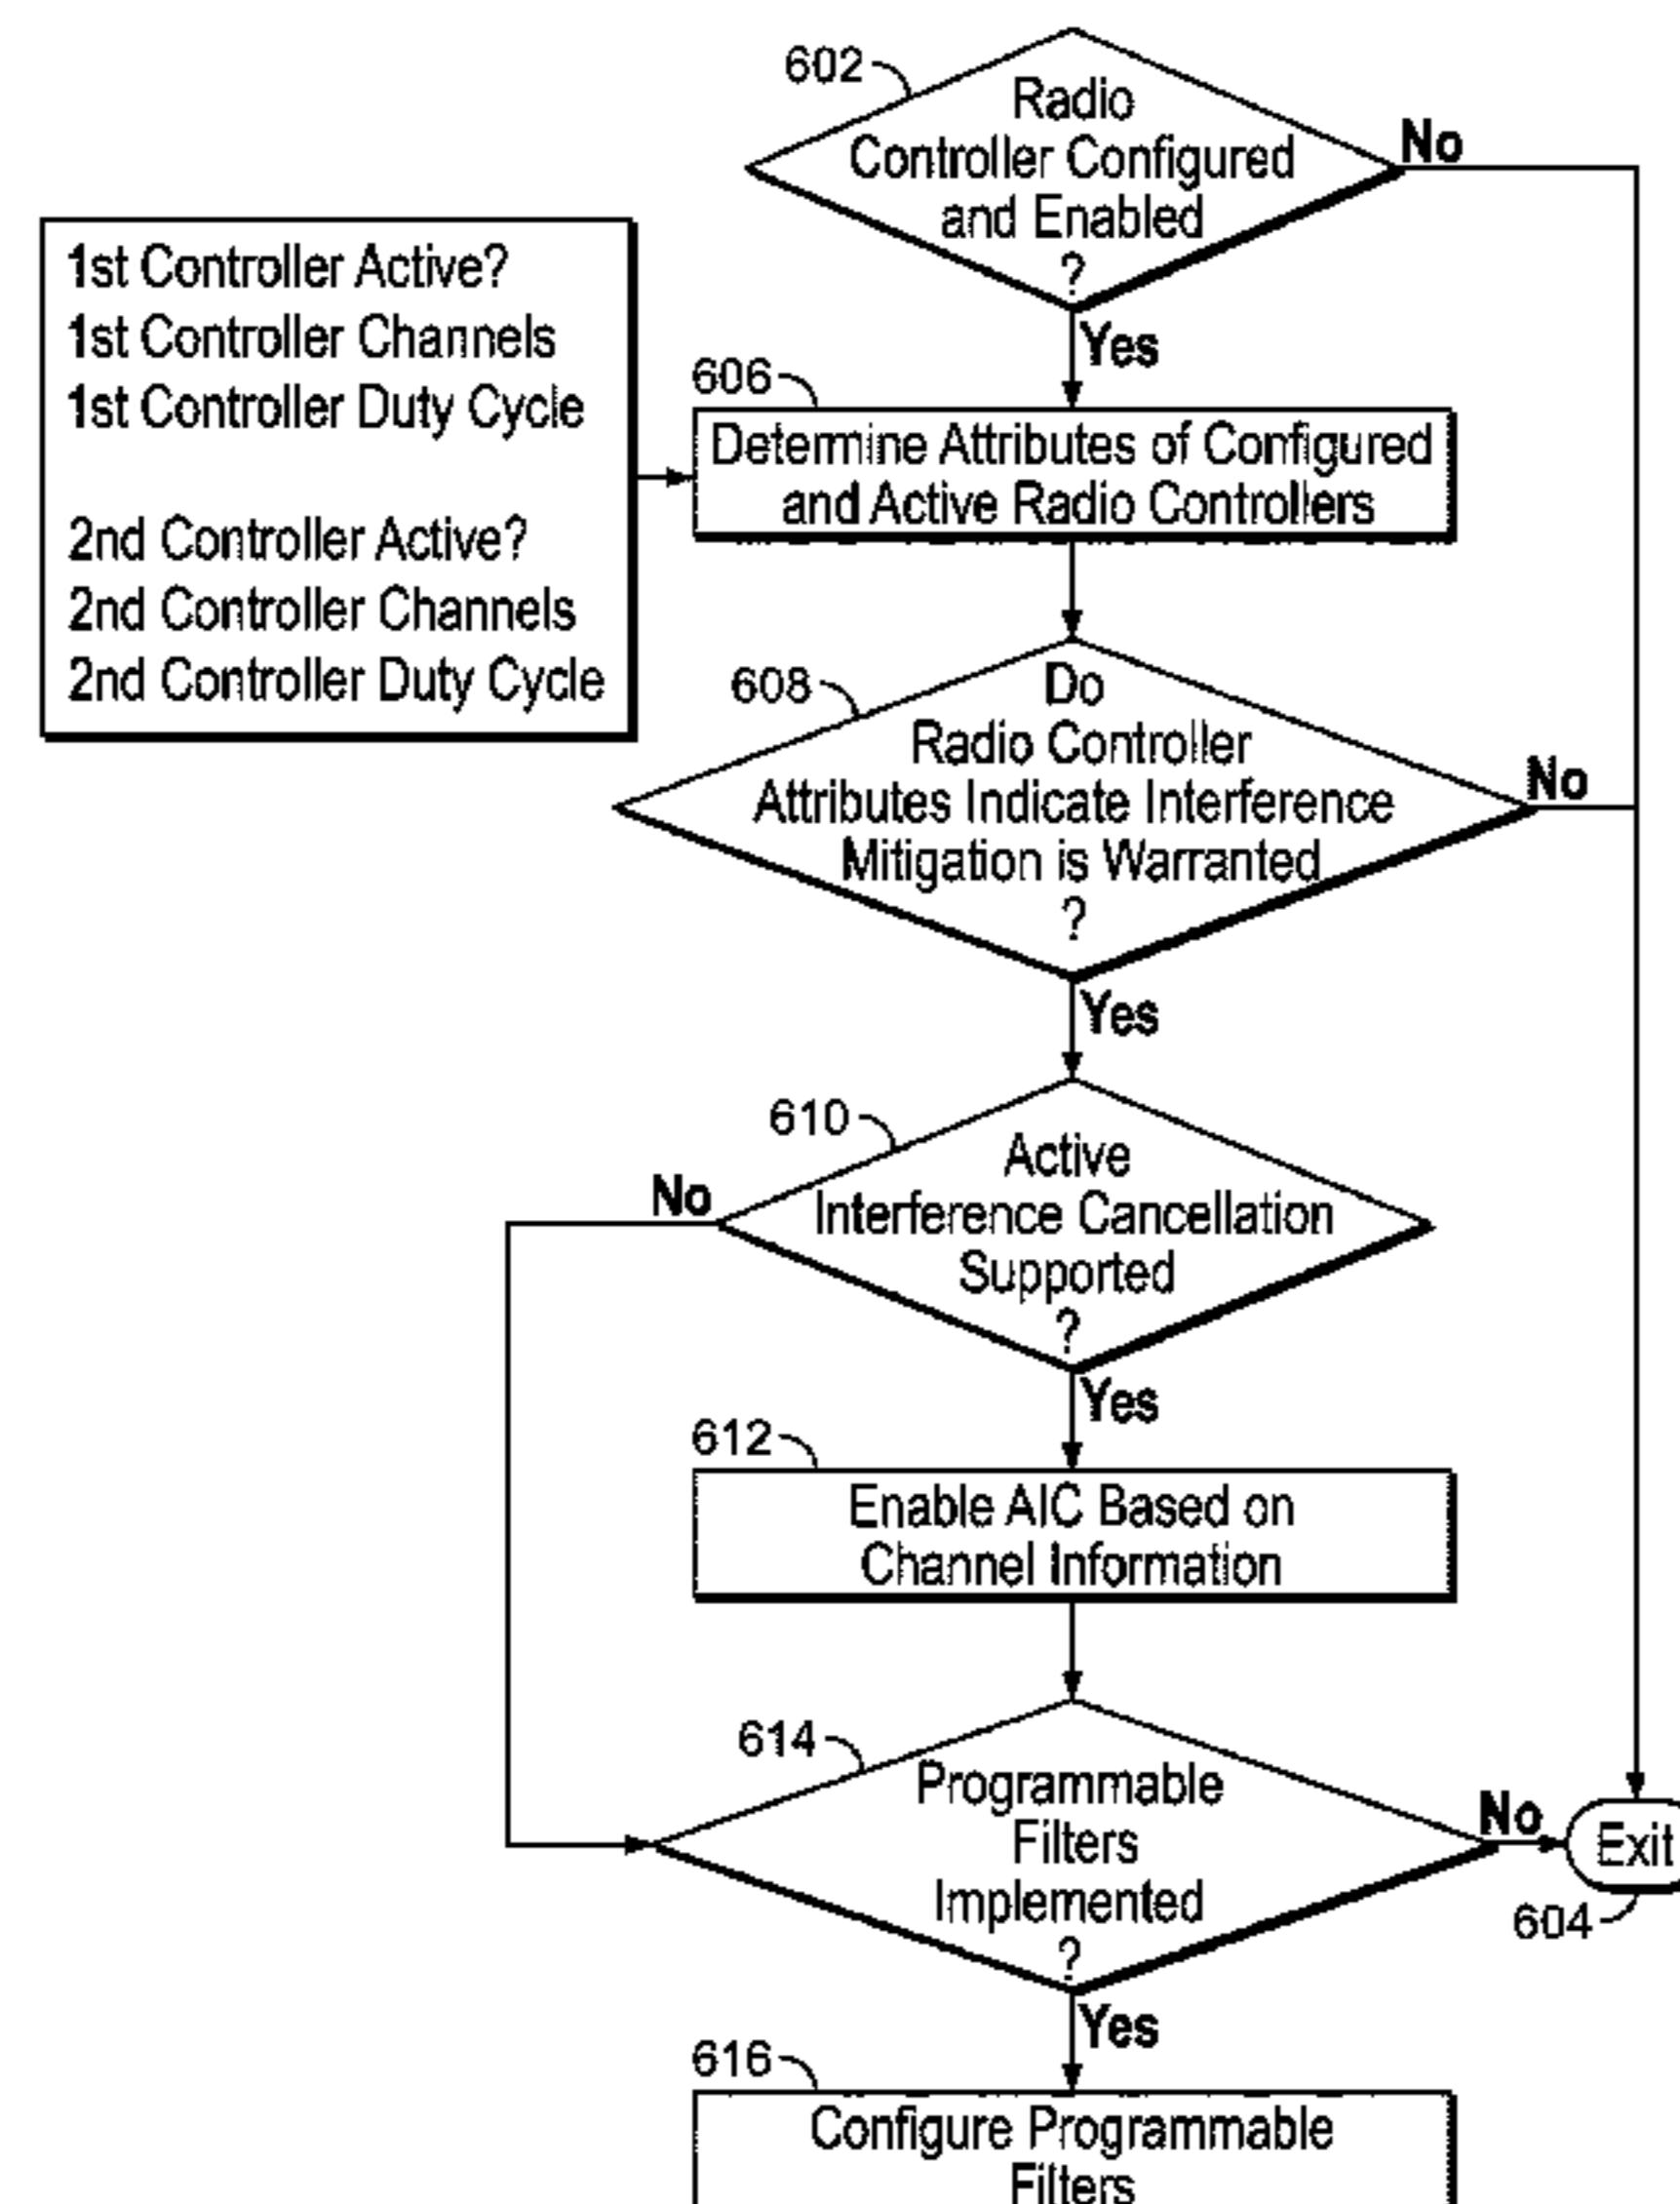 602
Radio
Controller Configured
and Enabled
?
No
Yes
1st Controller Active?
1st Controller Channels
1st Controller Duty Cycle
2nd Controller Active?
2nd Controller Channels
2nd Controller Duty Cycle
606
Determine Attributes of Configured
and Active Radio Controllers
608
Do
Radio Controller
Attributes Indicate Interference
Mitigation is Warranted
?
No
Yes
610
Active
Interference Cancellation
Supported
?
No
Yes
612
Enable AIC Based on
Channel Information
614
Programmable
Filters
Implemented
?
No
Exit
604
Yes
616
Configure Programmable
Filters